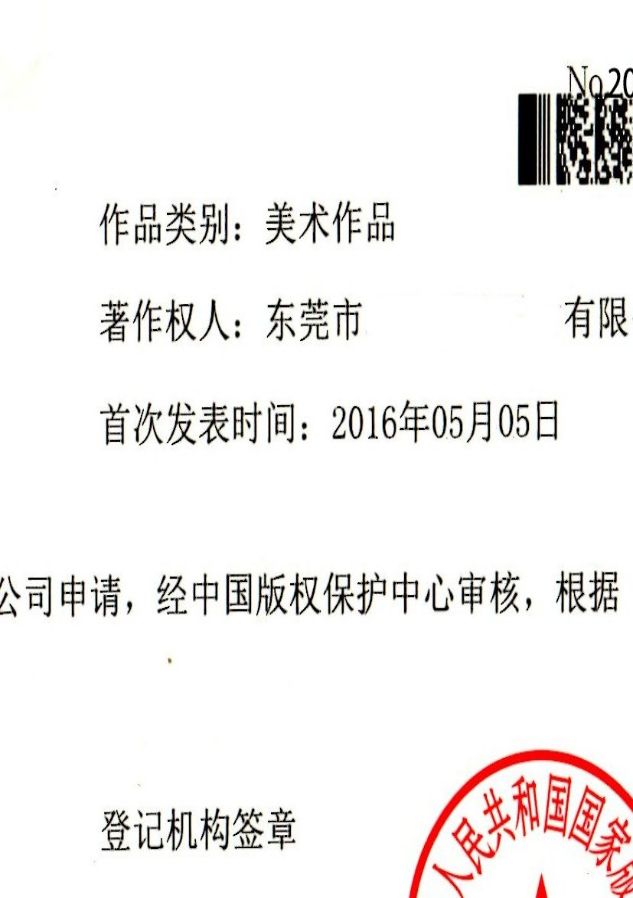 No20
作品类别：美术作品
著作权人：东莞市 有限
首次发表时间：2016年05月05日
公司申请，经中国版权保护中心审核，根据
登记机构签章
人民共和国国家版